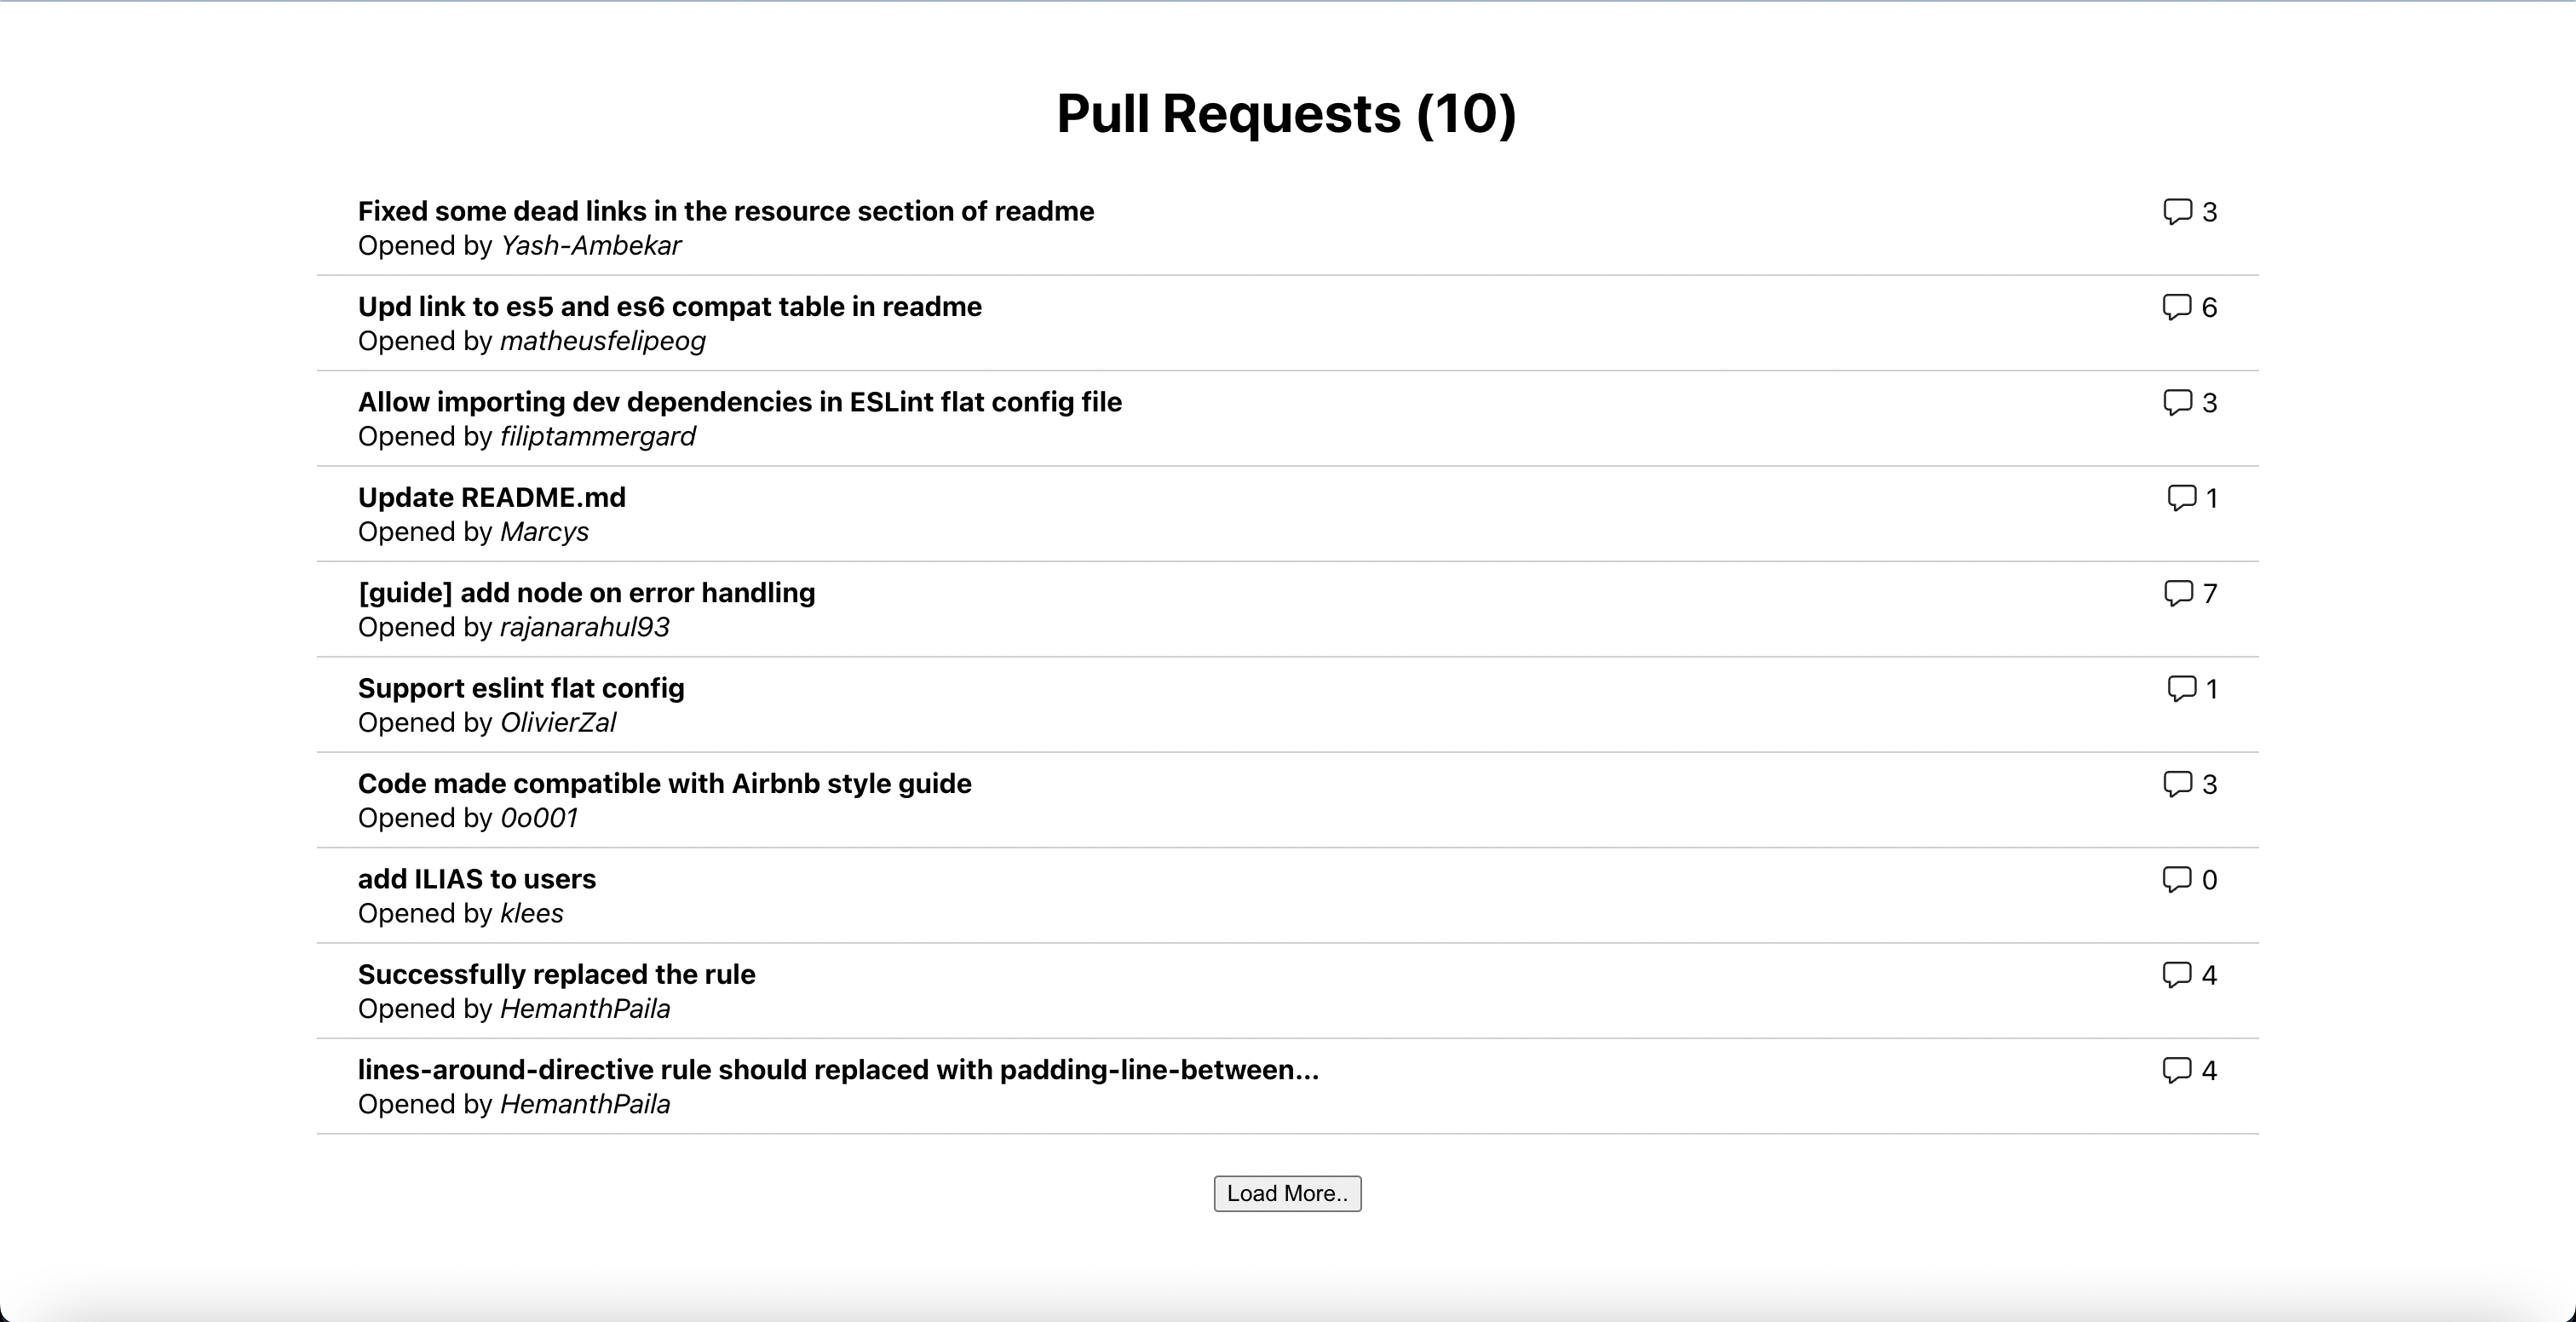 Pull Requests (10)
Fixed some dead links in the resource section of readme
3
Opened by Yash-Ambekar
Upd link to es5 and es6 compat table in readme
6
Opened by matheusfelipeog
Allow importing dev dependencies in ESLint flat config file
3
Opened by filiptammergard
Update README.md
1
Opened by Marcys
[guide] add node on error handling
7
Opened by rajanarahul93
Support eslint flat config
1
Opened by OlivierZal
Code made compatible with Airbnb style guide
3
Opened by 0o001
add ILIAS to users
0
Opened by klees
Successfully replaced the rule
4
Opened by HemanthPaila
lines-around-directive rule should replaced with padding-line-between...
4
Opened by HemanthPaila
Load More..